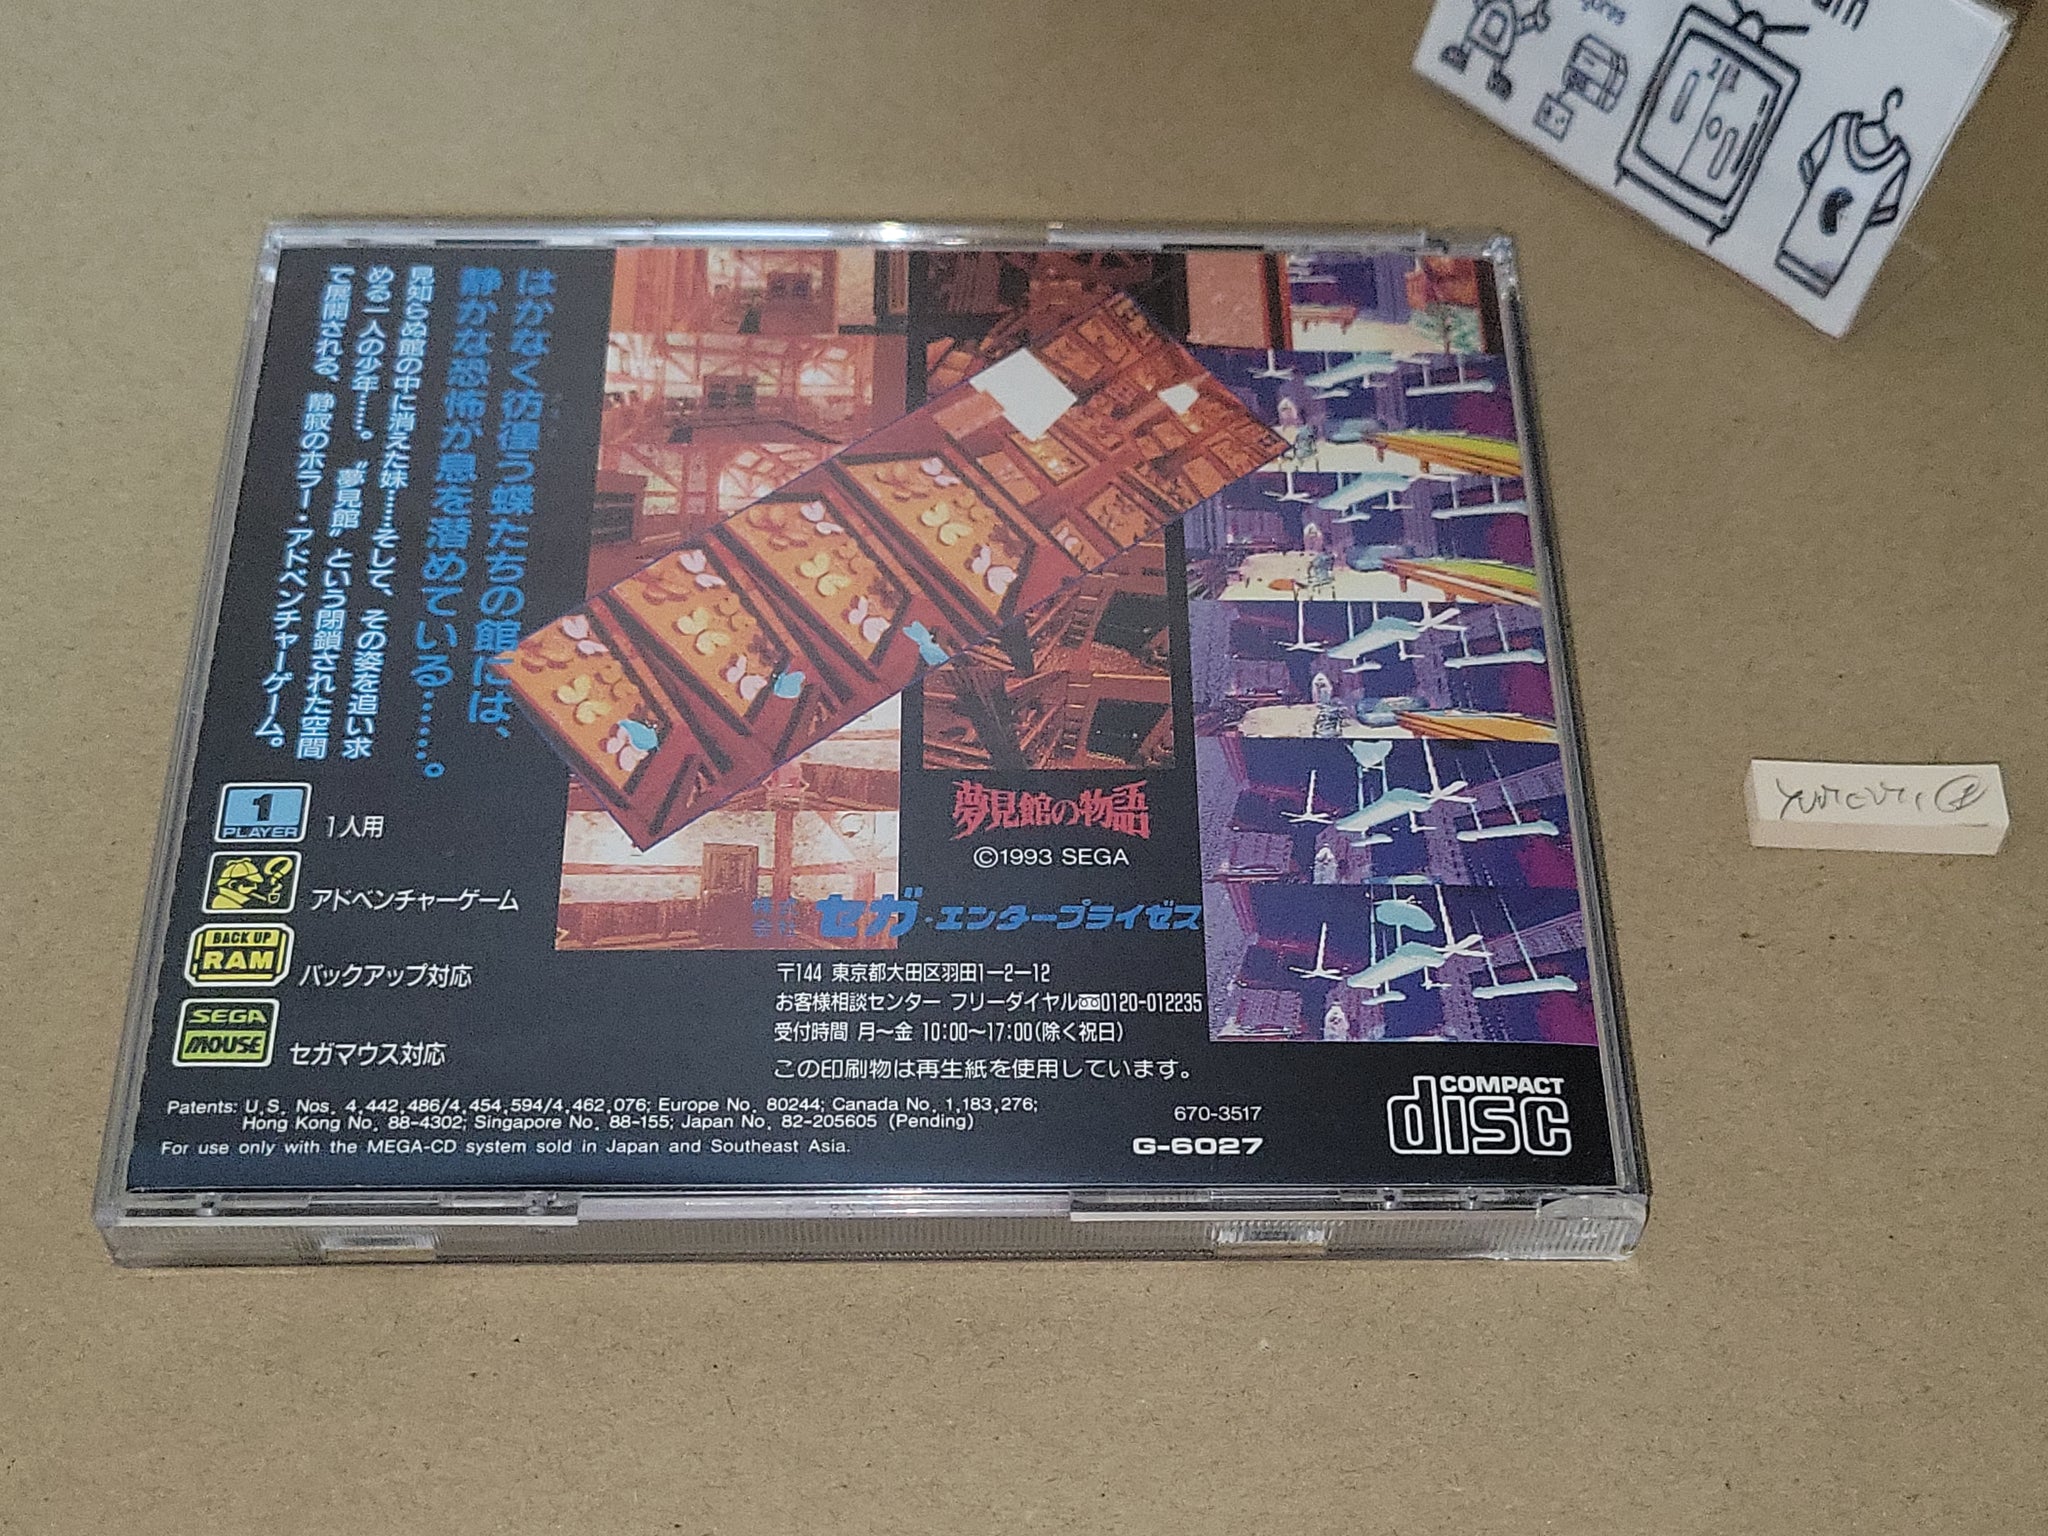 はかなく彷徨う蝶たちの館には、
静かな恐怖が息を潜めている……。
見知らぬ館の中に消えた妹……そして、その姿を追い求
める一人の少年……。〝夢見館〟という閉鎖された空間
で展開される、静寂のホラー・アドベンチャーゲーム。
1
PLAYER
1人用
アドベンチャーゲーム
BACK UP
RAM
バックアップ対応
SEGA
MOUSE
セガマウス対応
夢見館の物語
©1993 SEGA
株式会社 セガ・エンタープライゼス
〒144 東京都大田区羽田1-2-12
お客様相談センター フリーダイヤル0120-012235
受付時間 月〜金 10:00〜17:00(除く祝日)
この印刷物は再生紙を使用しています。
Patents: U.S. Nos. 4,442,486/4,454,594/4,462,076; Europe No. 80244; Canada No. 1,183,276;
Hong Kong No. 88-4302; Singapore No. 88-155; Japan No. 82-205605 (Pending)
For use only with the MEGA-CD system sold in Japan and Southeast Asia.
670-3517
G-6027
COMPACT
disc